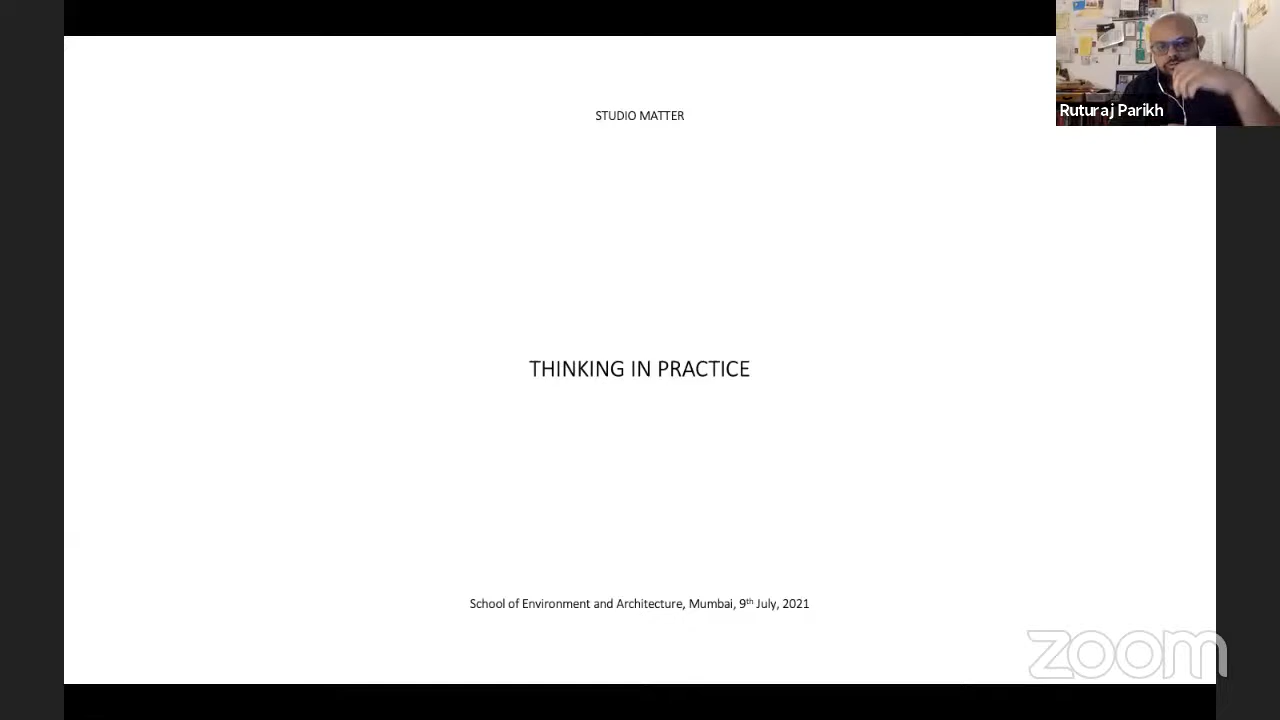 STUDIO MATTER
Ruturaj Parikh
THINKING IN PRACTICE
School of Environment and Architecture, Mumbai, 9th July, 2021
zoom